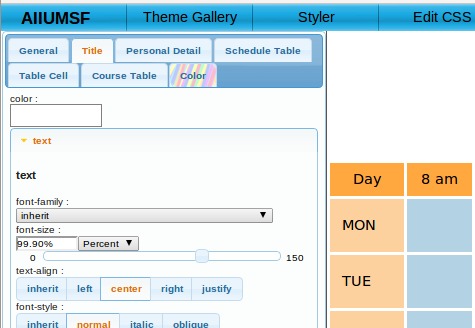 AIIUMSF Theme Gallery Styler Edit CSS
General Title Personal Detail Schedule Table
Table Cell Course Table Color
color :
text
text
font-family :
inherit
font-size :
99.90% Percent
0 150
text-align :
inherit left center right justify
font-style :
inherit normal italic oblique
Day 8 am
MON
TUE